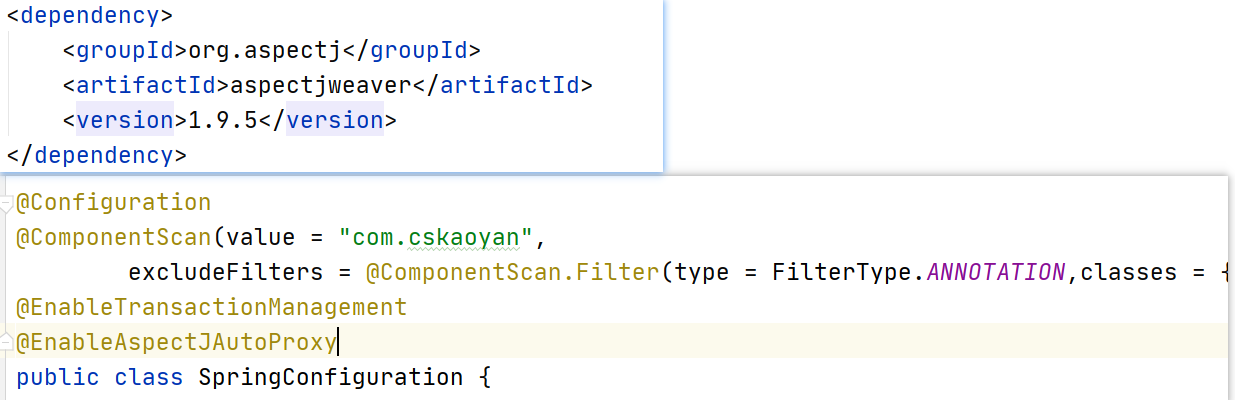 <dependency>
<groupId>org.aspectj</groupId>
<artifactId>aspectjweaver</artifactId>
<version>1.9.5</version>
</dependency>
@Configuration
@ComponentScan(value = "com.cskaoyan",
excludeFilters = @ComponentScan.Filter(type = FilterType.ANNOTATION,classes = {
@EnableTransactionManagement
@EnableAspectJAutoProxy
public class SpringConfiguration {